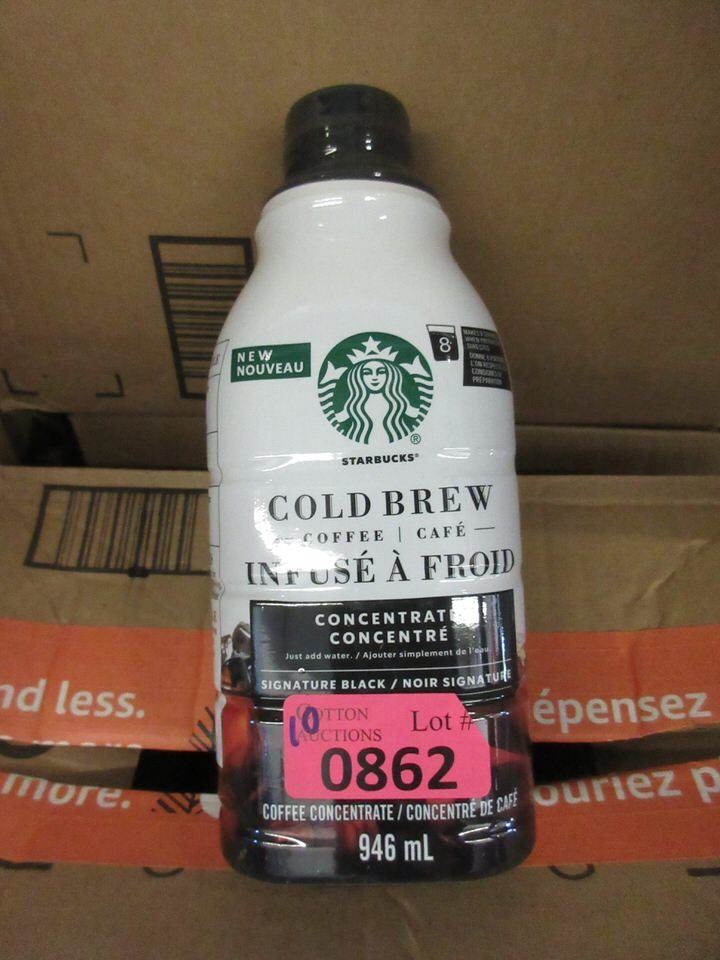 NEW
NOUVEAU
8
STARBUCKS®
COLD BREW
COFFEE | CAFÉ
INFUSÉ À FROID
CONCENTRATE
CONCENTRÉ
Just add water. / Ajouter simplement de l'eau.
SIGNATURE BLACK / NOIR SIGNATURE
COTTON
AUCTIONS
Lot #
10
0862
COFFEE CONCENTRATE / CONCENTRÉ DE CAFÉ
946 mL
nd less.
épensez
more.
ouriez p